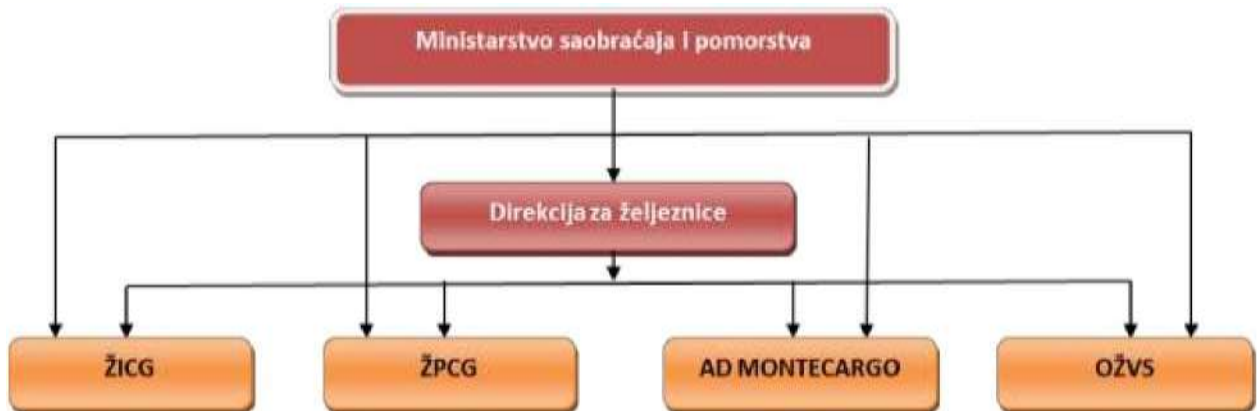 Ministarstvo saobraćaja I pomorstva
Direkcija za željeznice
ŽICG
ŽPCG
AD MONTECARGO
OŽVS